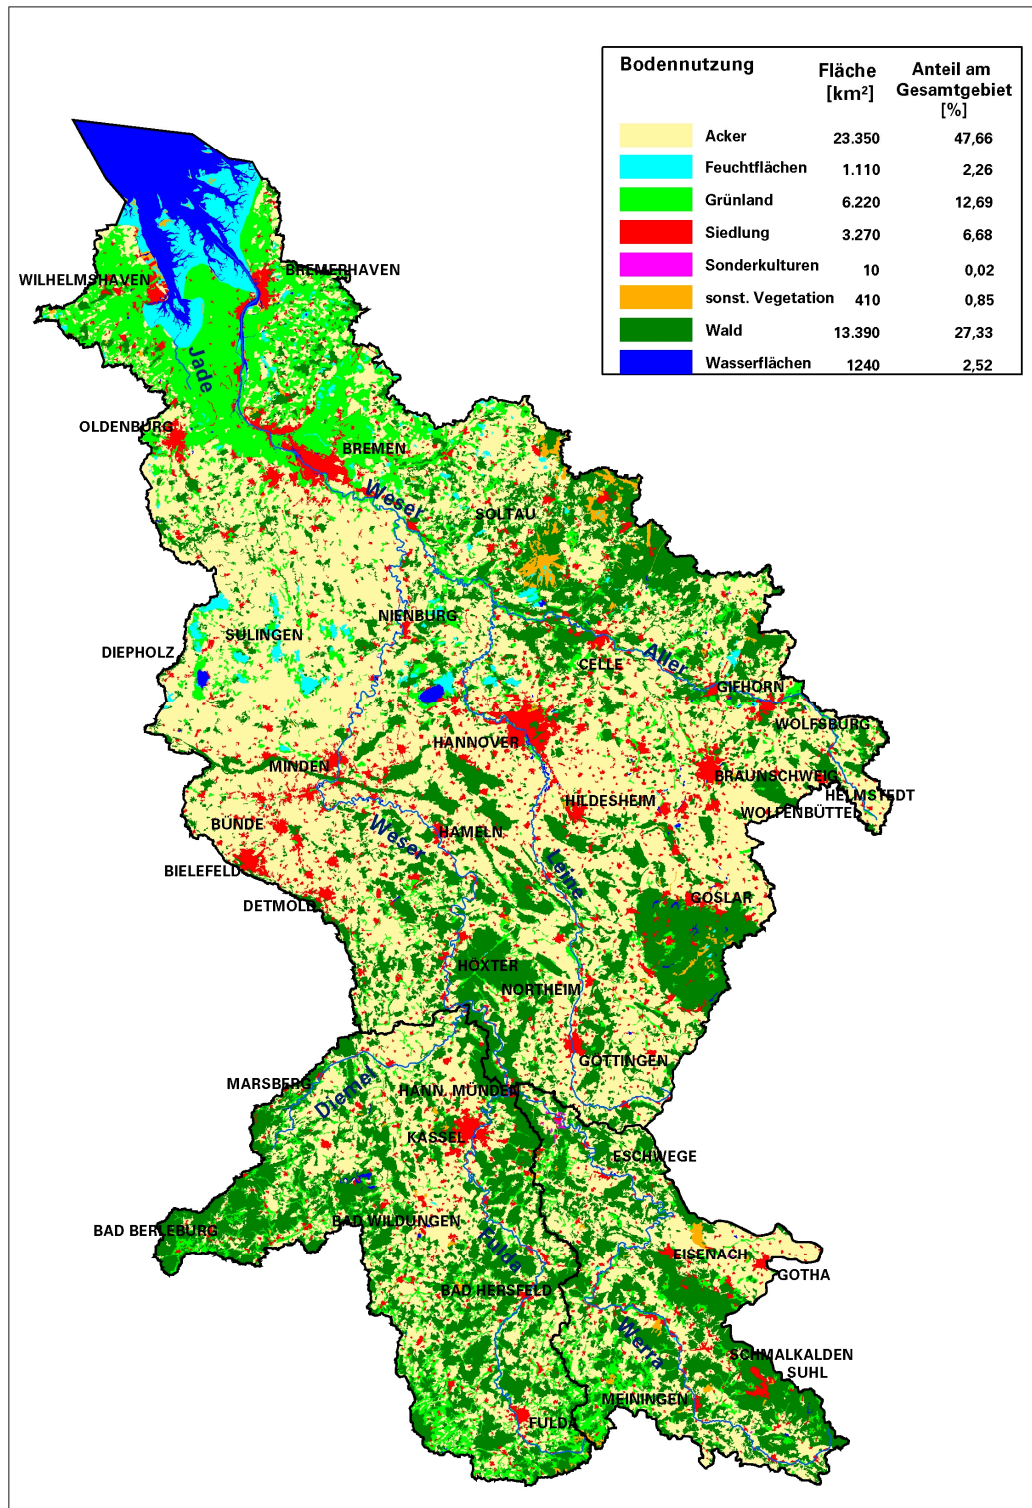 Bodennutzung Fläche Anteil am
[km²] Gesamtgebiet
[%]
Acker 23.350 47,66
Feuchtflächen 1.110 2,26
Grünland 6.220 12,69
Siedlung 3.270 6,68
Sonderkulturen 10 0,02
sonst. Vegetation 410 0,85
Wald 13.390 27,33
Wasserflächen 1240 2,52
BREMERHAVEN
WILHELMSHAVEN
Jade
OLDENBURG
BREMEN
Weser
SOLTAU
NIENBURG
SULINGEN
DIEPHOLZ
CELLE
Aller
GIFHORN
WOLFSBURG
HANNOVER
MINDEN
BRAUNSCHWEIG
HELMSTEDT
HILDESHEIM
WOLFENBÜTTEL
BÜNDE
Weser
HAMELN
BIELEFELD
Leine
DETMOLD
GOSLAR
HÖXTER
NORTHEIM
GÖTTINGEN
MARSBERG
Diemel
HANN. MÜNDEN
KASSEL
ESCHWEGE
BAD BERLEBURG
BAD WILDUNGEN
Fulda
EISENACH
GOTHA
BAD HERSFELD
Werra
SCHMALKALDEN
SUHL
MEININGEN
FULDA